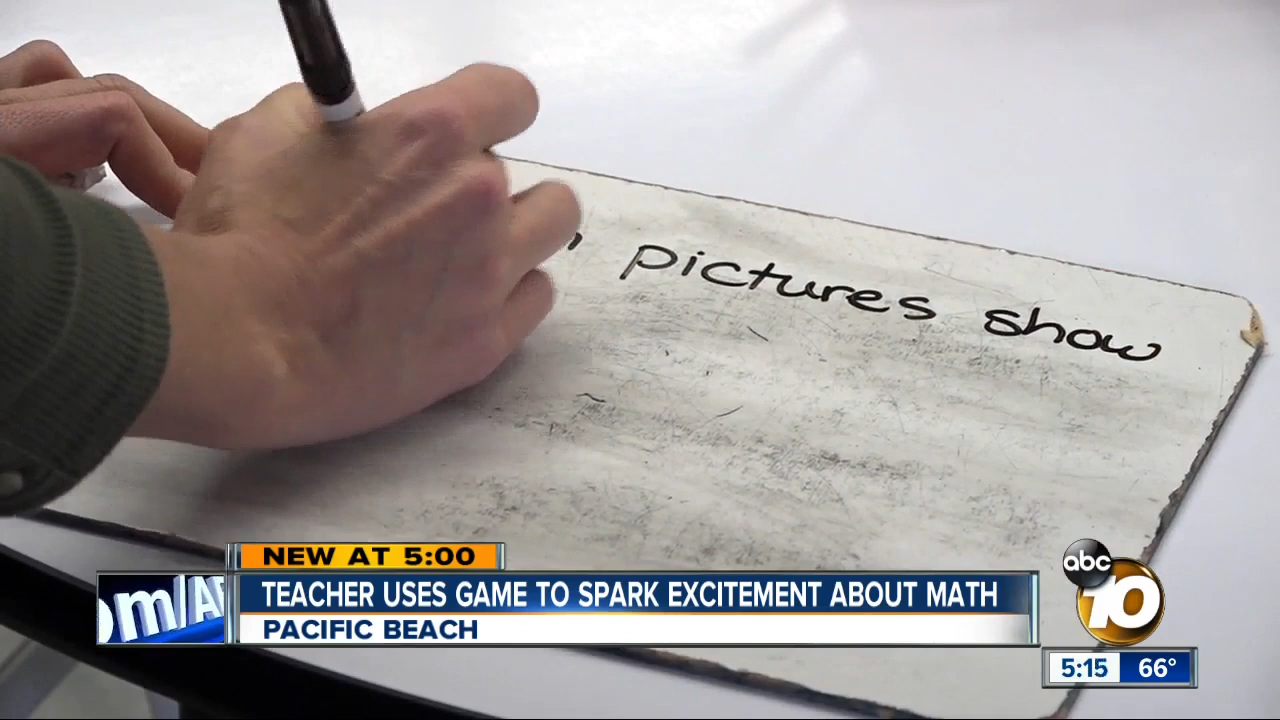 pictures show
NEW AT 5:00
TEACHER USES GAME TO SPARK EXCITEMENT ABOUT MATH
PACIFIC BEACH
abc
10
5:15 66°